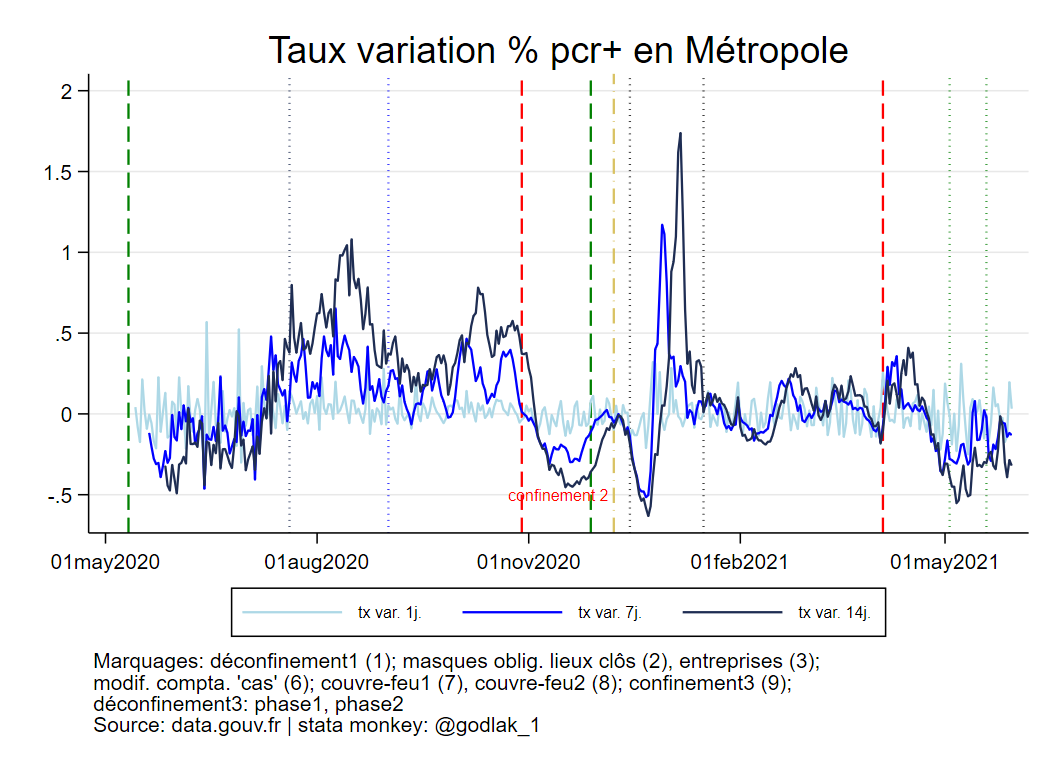 Taux variation % pcr+ en Métropole
2
1.5
1
.5
0
-.5
confinement 2
01may2020
01aug2020
01nov2020
01feb2021
01may2021
tx var. 1j.
tx var. 7j.
tx var. 14j.
Marquages: déconfinement1 (1); masques oblig. lieux clôs (2), entreprises (3);
modif. compta. 'cas' (6); couvre-feu1 (7), couvre-feu2 (8); confinement3 (9);
déconfinement3: phase1, phase2
Source: data.gouv.fr | stata monkey: @godlak_1